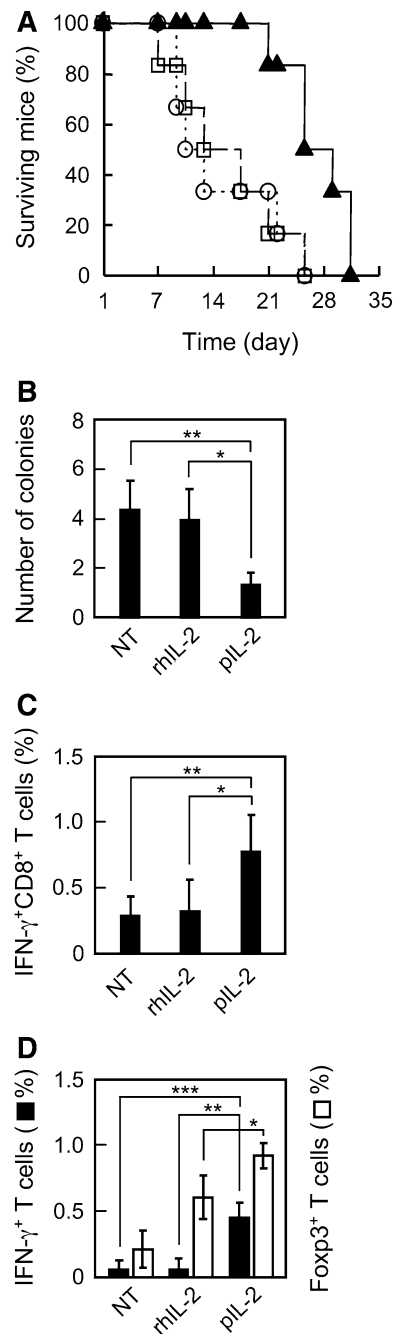 A
Surviving mice (%)
100
80
60
40
20
0
1 7 14 21 28 35
Time (day)
B
Number of colonies
8
6
4
2
0
**
*
NT rhIL-2 pIL-2
C
IFN-γ⁺CD8⁺ T cells (%)
1.5
1.0
0.5
0
**
*
NT rhIL-2 pIL-2
D
IFN-γ⁺ T cells (■%)
1.5
1.0
0.5
0
***
**
*
NT rhIL-2 pIL-2
Foxp3⁺ T cells (□%)